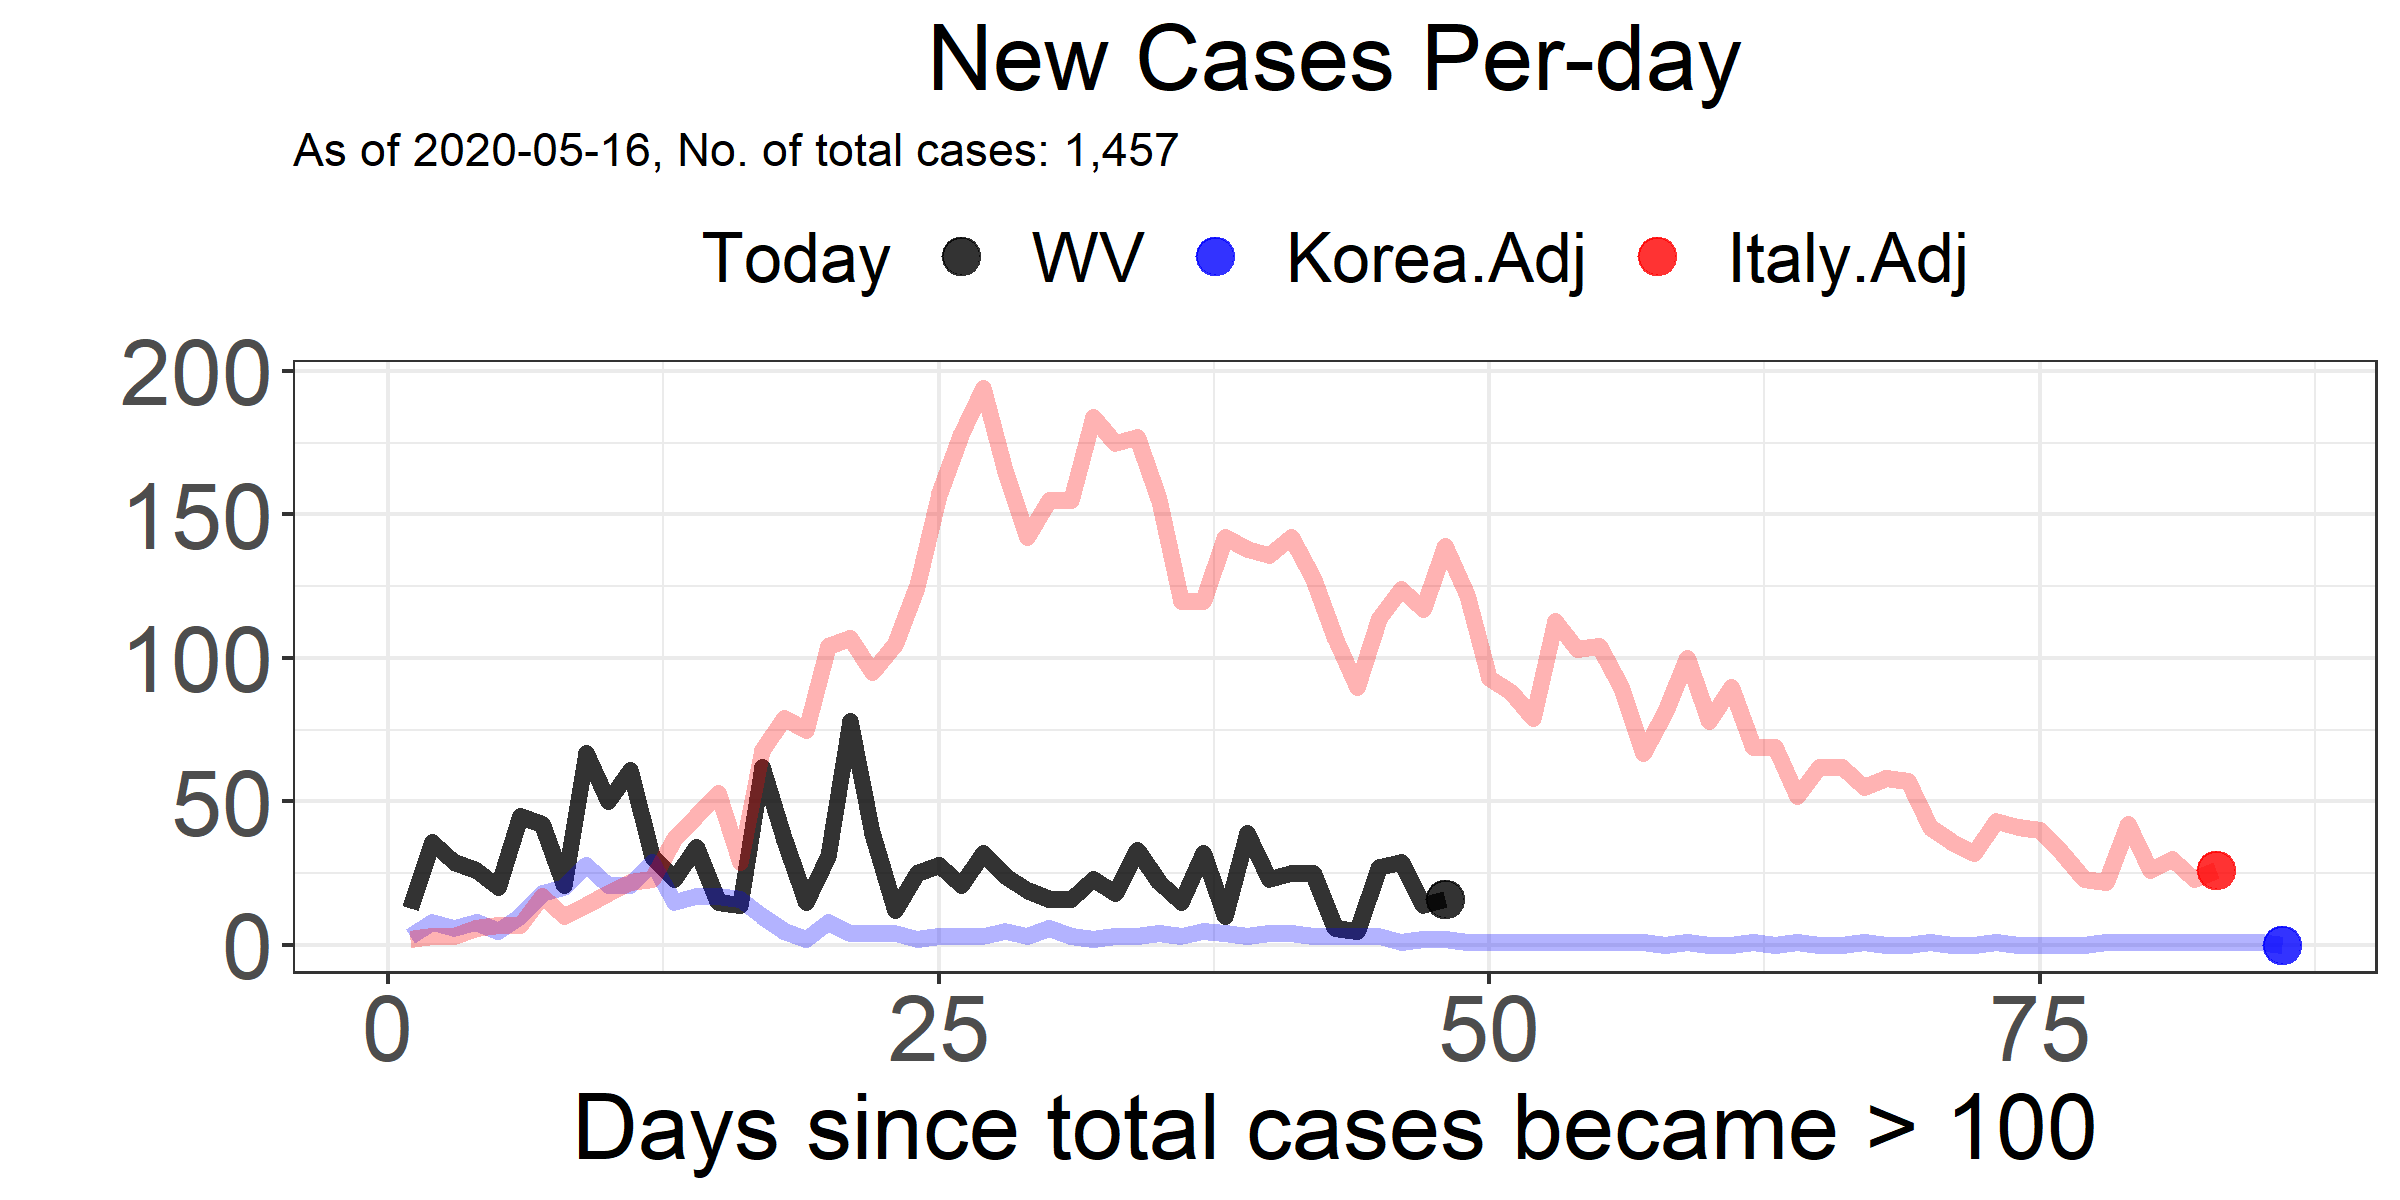 New Cases Per-day
As of 2020-05-16, No. of total cases: 1,457
Today WV Korea.Adj Italy.Adj
200
150
100
50
0
0 25 50 75
Days since total cases became > 100